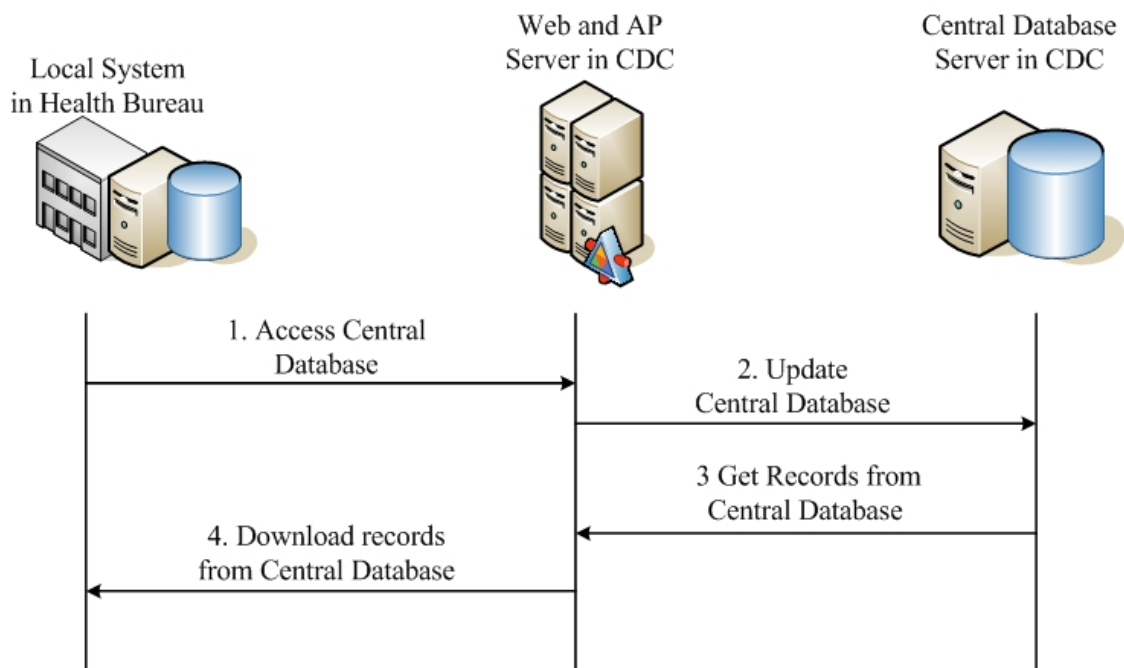 Local System
in Health Bureau
Web and AP
Server in CDC
Central Database
Server in CDC
1. Access Central
Database
2. Update
Central Database
3 Get Records from
Central Database
4. Download records
from Central Database